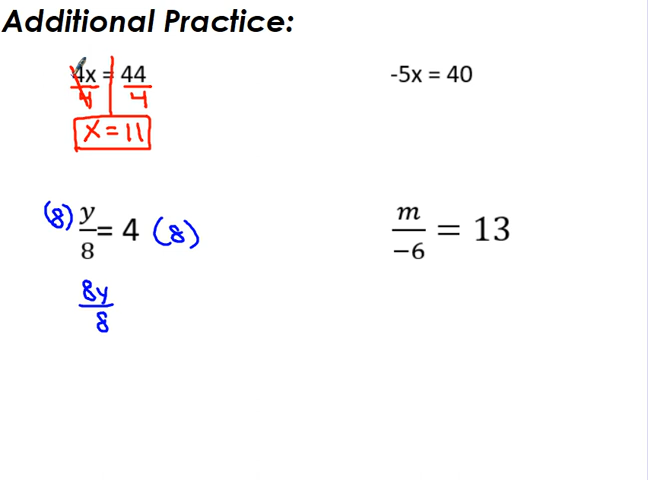 Additional Practice:
4x = 44
4 4
x = 11
-5x = 40
(8) y/8 = 4 (8)
8y/8
m/−6 = 13